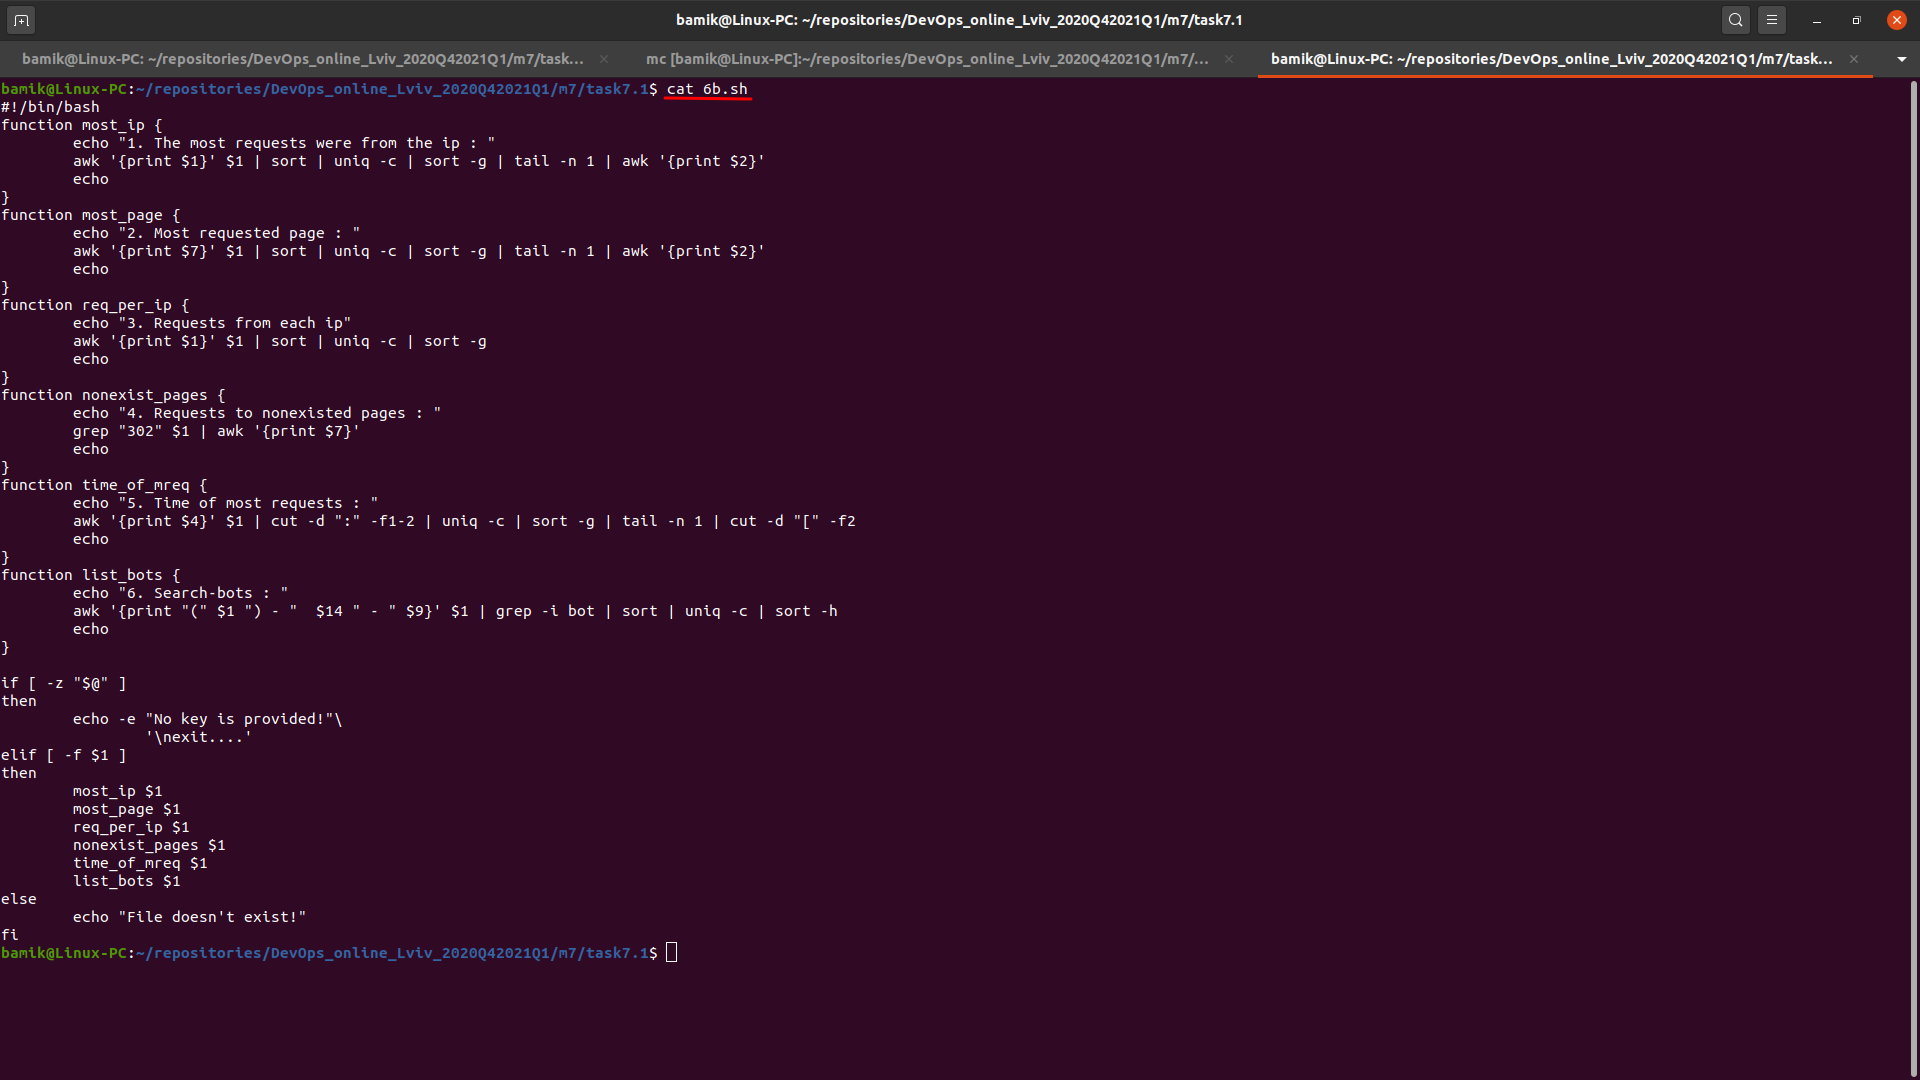 bamik@Linux-PC: ~/repositories/DevOps_online_Lviv_2020Q42021Q1/m7/task7.1
bamik@Linux-PC: ~/repositories/DevOps_online_Lviv_2020Q42021Q1/m7/task...
mc [bamik@Linux-PC]:~/repositories/DevOps_online_Lviv_2020Q42021Q1/m7/...
bamik@Linux-PC: ~/repositories/DevOps_online_Lviv_2020Q42021Q1/m7/task...
bamik@Linux-PC:~/repositories/DevOps_online_Lviv_2020Q42021Q1/m7/task7.1$ cat 6b.sh
#!/bin/bash
function most_ip {
        echo "1. The most requests were from the ip : "
        awk '{print $1}' $1 | sort | uniq -c | sort -g | tail -n 1 | awk '{print $2}'
        echo
}
function most_page {
        echo "2. Most requested page : "
        awk '{print $7}' $1 | sort | uniq -c | sort -g | tail -n 1 | awk '{print $2}'
        echo
}
function req_per_ip {
        echo "3. Requests from each ip"
        awk '{print $1}' $1 | sort | uniq -c | sort -g
        echo
}
function nonexist_pages {
        echo "4. Requests to nonexisted pages : "
        grep "302" $1 | awk '{print $7}'
        echo
}
function time_of_mreq {
        echo "5. Time of most requests : "
        awk '{print $4}' $1 | cut -d ":" -f1-2 | uniq -c | sort -g | tail -n 1 | cut -d "[" -f2
        echo
}
function list_bots {
        echo "6. Search-bots : "
        awk '{print "(" $1 ") - "  $14 " - " $9}' $1 | grep -i bot | sort | uniq -c | sort -h
        echo
}

if [ -z "$@" ]
then
        echo -e "No key is provided!"\
                '\nexit....'
elif [ -f $1 ]
then
        most_ip $1
        most_page $1
        req_per_ip $1
        nonexist_pages $1
        time_of_mreq $1
        list_bots $1
else
        echo "File doesn't exist!"
fi
bamik@Linux-PC:~/repositories/DevOps_online_Lviv_2020Q42021Q1/m7/task7.1$